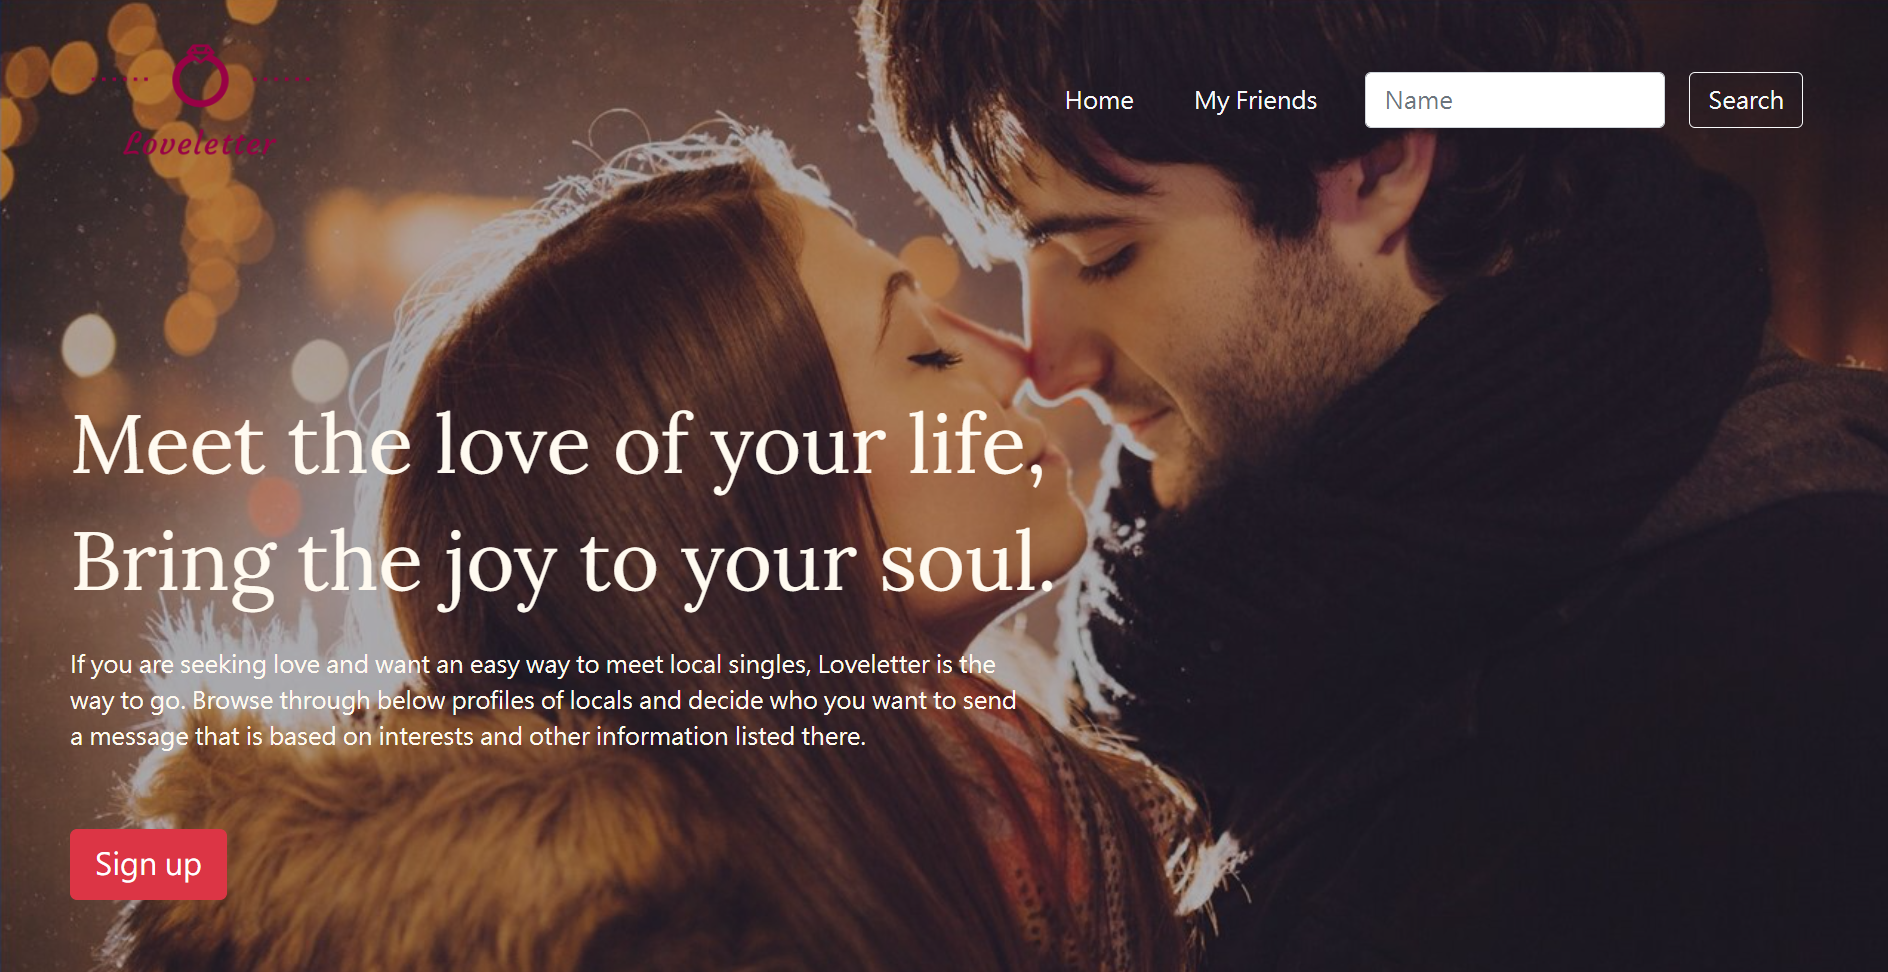 Loveletter
Home
My Friends
Name
Search
Meet the love of your life,
Bring the joy to your soul.
If you are seeking love and want an easy way to meet local singles, Loveletter is the
way to go. Browse through below profiles of locals and decide who you want to send
a message that is based on interests and other information listed there.
Sign up